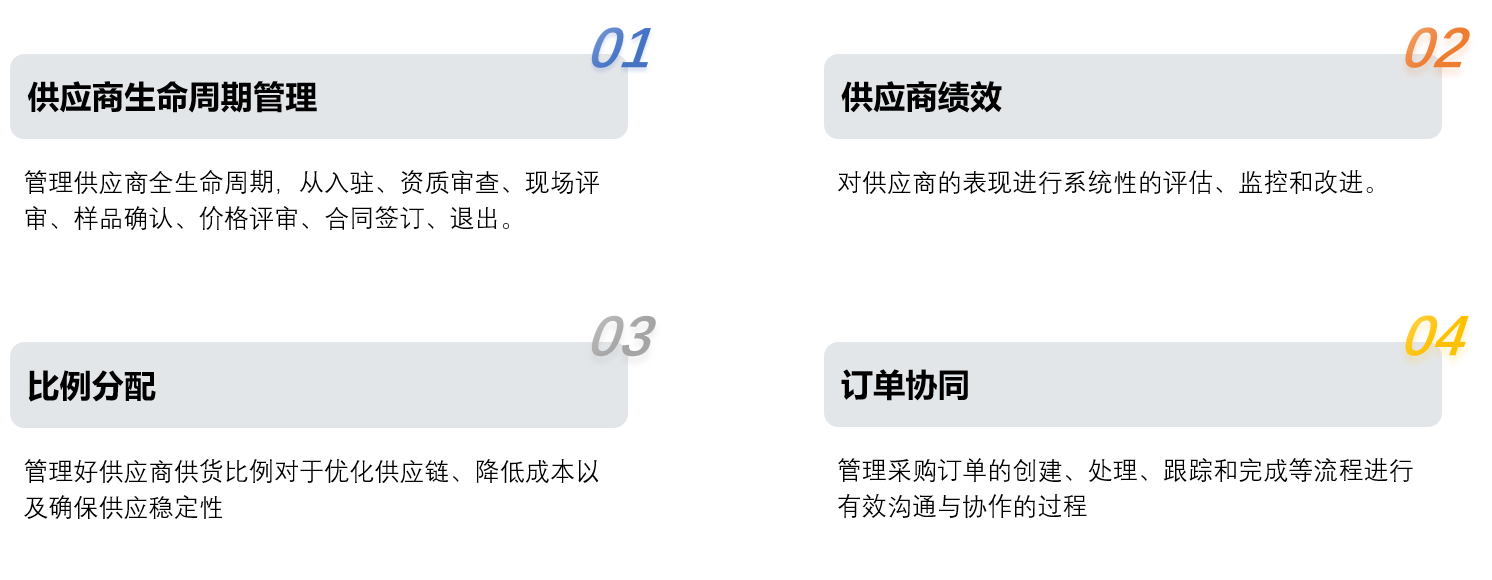 01
供应商生命周期管理
管理供应商全生命周期，从入驻、资质审查、现场评
审、样品确认、价格评审、合同签订、退出。
02
供应商绩效
对供应商的表现进行系统性的评估、监控和改进。
03
比例分配
管理好供应商供货比例对于优化供应链、降低成本以
及确保供应稳定性
04
订单协同
管理采购订单的创建、处理、跟踪和完成等流程进行
有效沟通与协作的过程